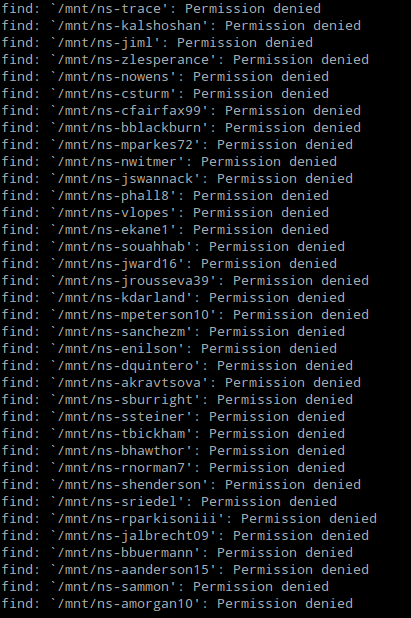 find: `/mnt/ns-trace': Permission denied
find: `/mnt/ns-kalshoshan': Permission denied
find: `/mnt/ns-jiml': Permission denied
find: `/mnt/ns-zlesperance': Permission denied
find: `/mnt/ns-nowens': Permission denied
find: `/mnt/ns-csturm': Permission denied
find: `/mnt/ns-cfairfax99': Permission denied
find: `/mnt/ns-bblackburn': Permission denied
find: `/mnt/ns-mparkes72': Permission denied
find: `/mnt/ns-nwitmer': Permission denied
find: `/mnt/ns-jswannack': Permission denied
find: `/mnt/ns-phall8': Permission denied
find: `/mnt/ns-vlopes': Permission denied
find: `/mnt/ns-ekane1': Permission denied
find: `/mnt/ns-souahhab': Permission denied
find: `/mnt/ns-jward16': Permission denied
find: `/mnt/ns-jrousseva39': Permission denied
find: `/mnt/ns-kdarland': Permission denied
find: `/mnt/ns-mpeterson10': Permission denied
find: `/mnt/ns-sanchezm': Permission denied
find: `/mnt/ns-enilson': Permission denied
find: `/mnt/ns-dquintero': Permission denied
find: `/mnt/ns-akravtsova': Permission denied
find: `/mnt/ns-sburright': Permission denied
find: `/mnt/ns-ssteiner': Permission denied
find: `/mnt/ns-tbickham': Permission denied
find: `/mnt/ns-bhawthor': Permission denied
find: `/mnt/ns-rnorman7': Permission denied
find: `/mnt/ns-shenderson': Permission denied
find: `/mnt/ns-sriedel': Permission denied
find: `/mnt/ns-rparkisoniii': Permission denied
find: `/mnt/ns-jalbrecht09': Permission denied
find: `/mnt/ns-bbuermann': Permission denied
find: `/mnt/ns-aanderson15': Permission denied
find: `/mnt/ns-sammon': Permission denied
find: `/mnt/ns-amorgan10': Permission denied